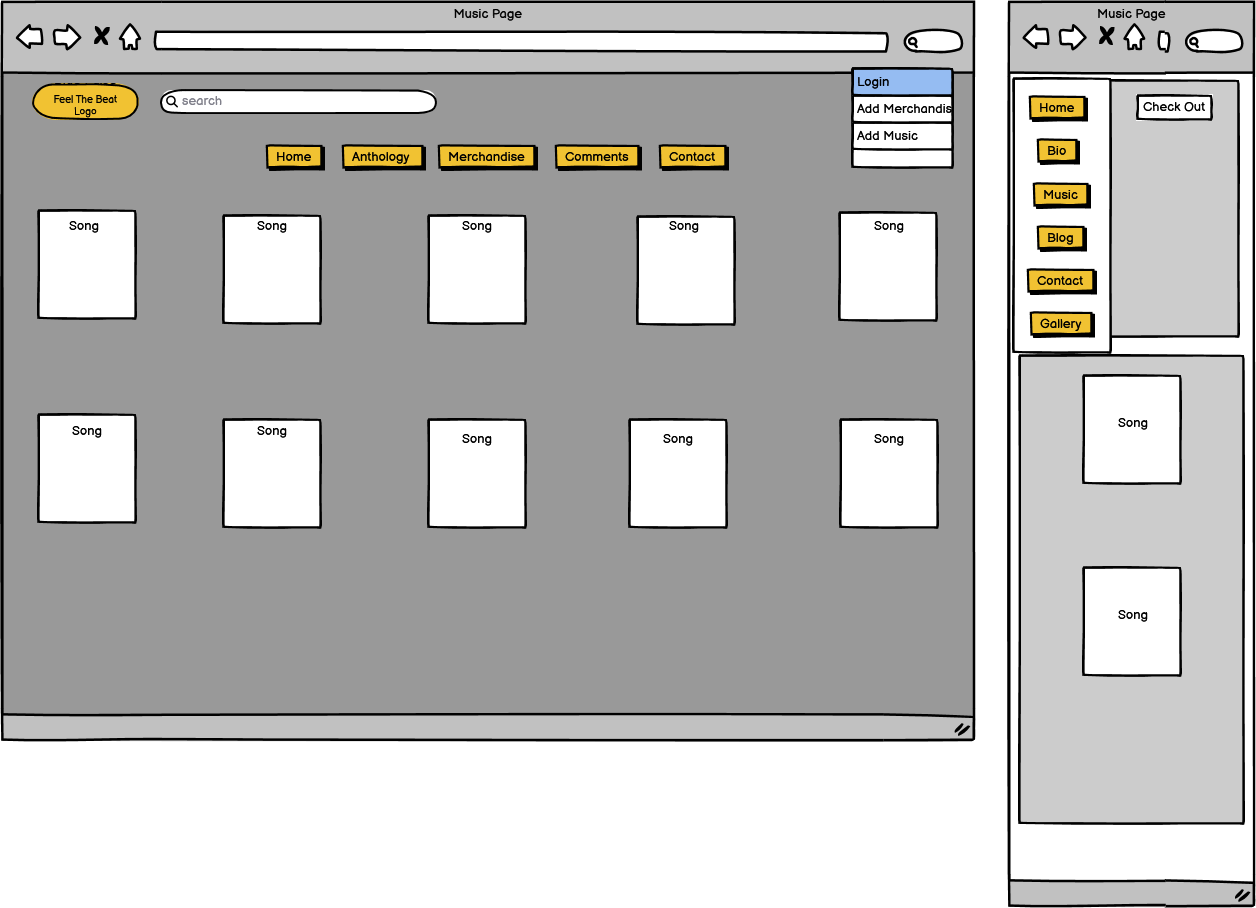 Music Page
Feel The Beat
Logo
search
Login
Add Merchandis
Add Music
Home
Anthology
Merchandise
Comments
Contact
Song
Song
Song
Song
Song
Song
Song
Song
Song
Song
Music Page
Home
Bio
Music
Blog
Contact
Gallery
Check Out
Song
Song